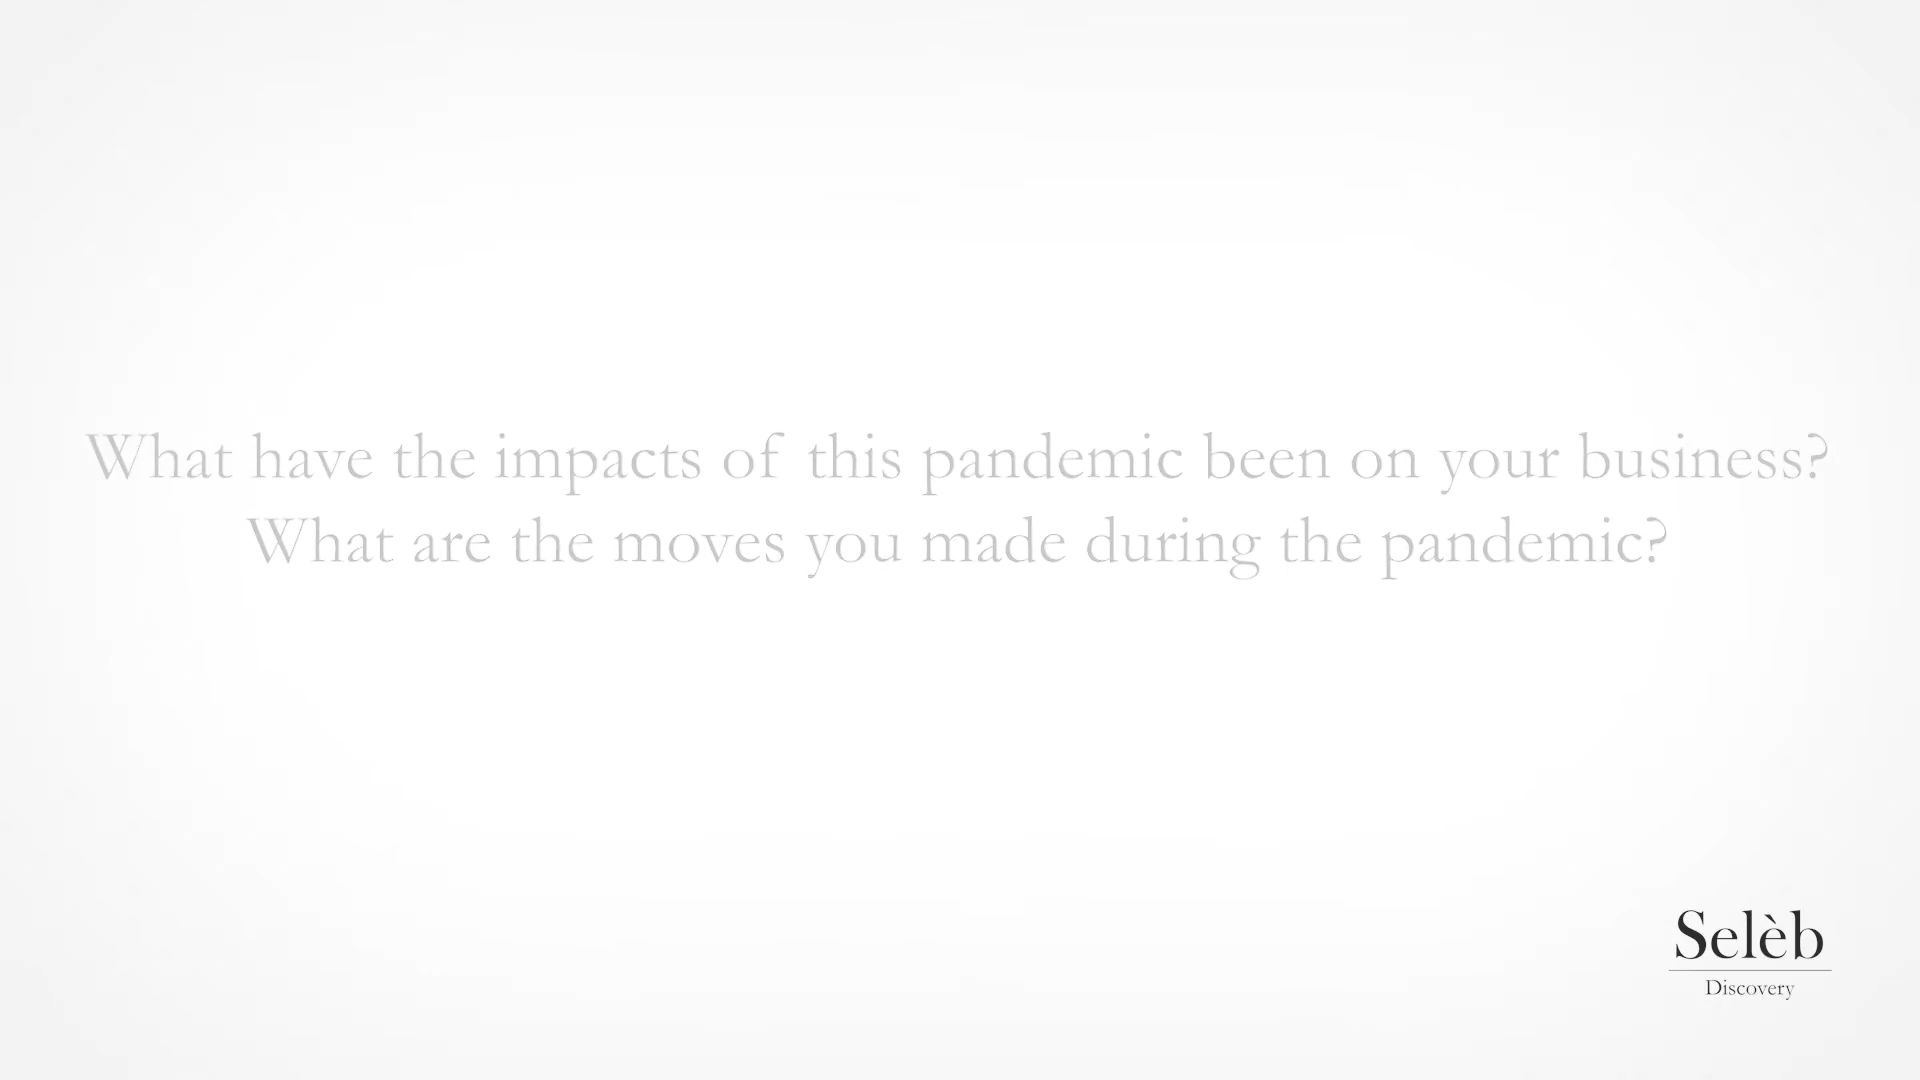 What have the impacts of this pandemic been on your business?
What are the moves you made during the pandemic?
Selèb
Discovery